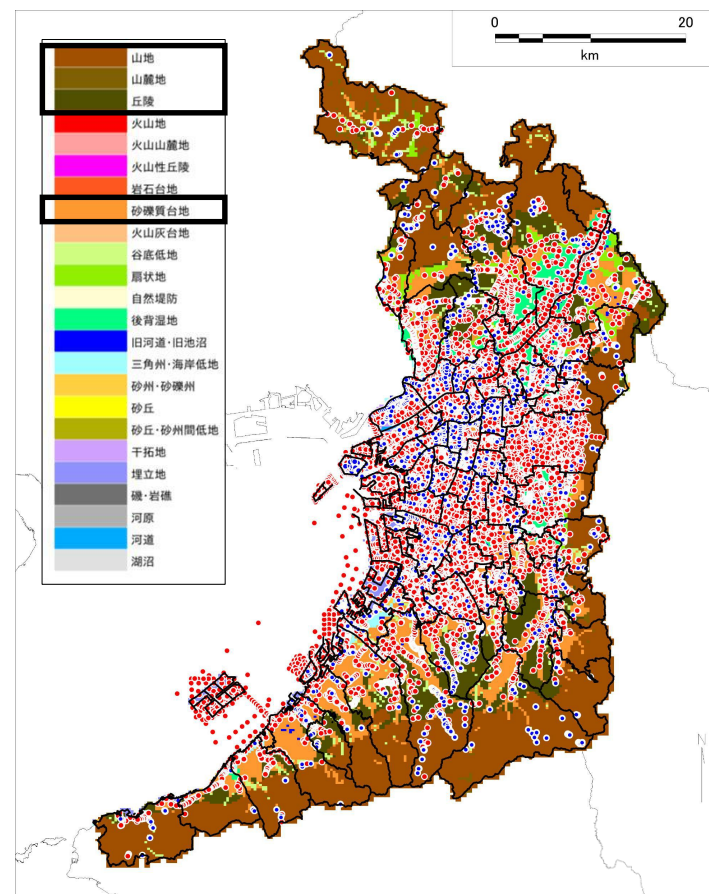 0 20
km
山地
山麓地
丘陵
火山地
火山山麓地
火山性丘陵
岩石台地
砂礫質台地
火山灰台地
谷底低地
扇状地
自然堤防
後背湿地
旧河道・旧池沼
三角州・海岸低地
砂州・砂礫州
砂丘
砂丘・砂州間低地
干拓地
埋立地
磯・岩礁
河原
河道
湖沼
N